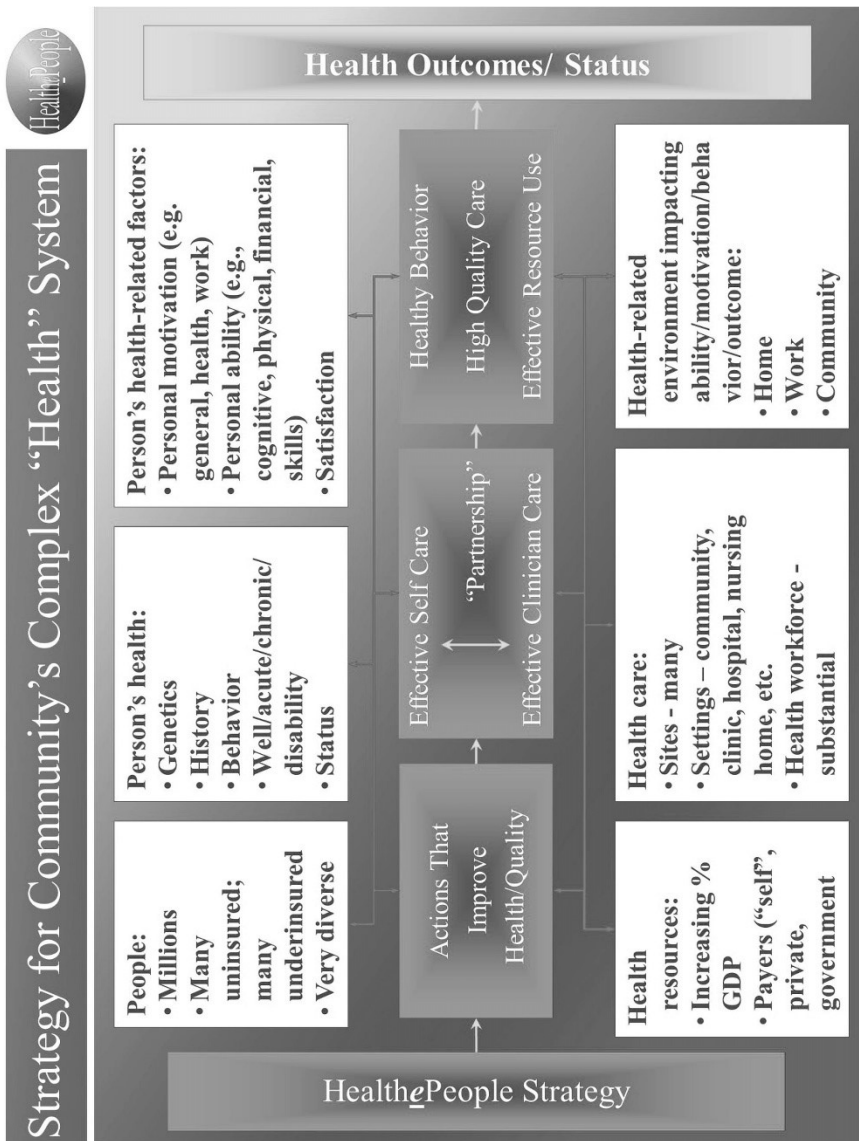 Strategy for Community’s Complex “Health” System
HealthePeople
HealthePeople Strategy
People:
• Millions
• Many
uninsured;
many
underinsured
• Very diverse
Person’s health:
• Genetics
• History
• Behavior
• Well/acute/chronic/
disability
• Status
Person’s health-related factors:
• Personal motivation (e.g.
general, health, work)
• Personal ability (e.g.,
cognitive, physical, financial,
skills)
• Satisfaction
Actions That
Improve
Health/Quality
Effective Self Care
“Partnership”
Effective Clinician Care
Healthy Behavior
High Quality Care
Effective Resource Use
Health
resources:
• Increasing %
GDP
• Payers (“self”,
private,
government
Health care:
• Sites - many
• Settings – community,
clinic, hospital, nursing
home, etc.
• Health workforce -
substantial
Health-related
environment impacting
ability/motivation/beha
vior/outcome:
• Home
• Work
• Community
Health Outcomes/ Status